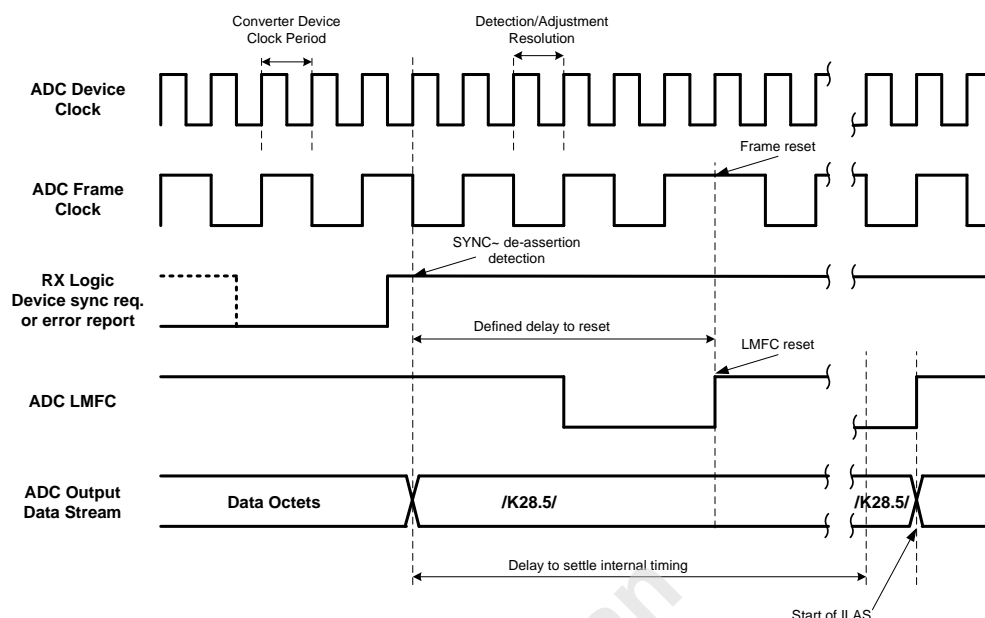 Converter Device
Clock Period
Detection/Adjustment
Resolution
ADC Device
Clock
Frame reset
ADC Frame
Clock
SYNC~ de-assertion
detection
RX Logic
Device sync req.
or error report
Defined delay to reset
LMFC reset
ADC LMFC
ADC Output
Data Stream
Data Octets
/K28.5/
/K28.5/
Delay to settle internal timing
Start of ILAS